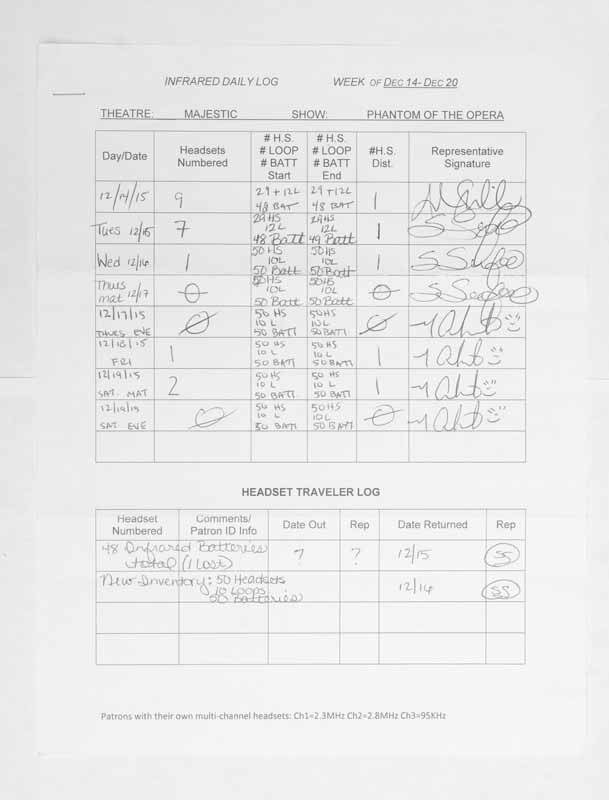 INFRARED DAILY LOG WEEK OF DEC 14- DEC 20
THEATRE: MAJESTIC SHOW: PHANTOM OF THE OPERA
Day/Date Headsets Numbered # H.S. # LOOP # BATT Start # H.S. # LOOP # BATT End #H.S. Dist. Representative Signature
12/14/15 9 29 + 12L 29 + 12L 1
48 BAT 48 BAT
Tues 12/15 7 29 HS 29 HS 1
12L 12L
48 Batt 49 Batt
Wed 12/16 1 50 HS 50 HS 1
10L 10L
50 Batt 50 Batt
Thus 50 HS 50 HS
mat 12/17 0 10L 10L 0
50 Batt 50 Batt
12/17/15 0 50 HS 50 HS 0
THURS EVE 10 L 10 L
50 BATT 50 BATT
12/18/15 1 50 HS 50 HS 1
FRI 10 L 10 L
50 BATT 50 BATT
12/19/15 2 50 HS 50 HS 1
SAT. MAT 10 L 10 L
50 BATT 50 BATT
12/19/15 0 50 HS 50 HS 0
SAT EVE 10 L 10L
50 BATT 50 BATT
HEADSET TRAVELER LOG
Headset Numbered Comments/ Patron ID Info Date Out Rep Date Returned Rep
48 Infrared Batteries ? ? 12/15 SS
total (1 Lost)
New Inventory: 50 Headsets 12/16 SS
10 Loops
50 Batteries
Patrons with their own multi-channel headsets: Ch1=2.3MHz Ch2=2.8MHz Ch3=95KHz